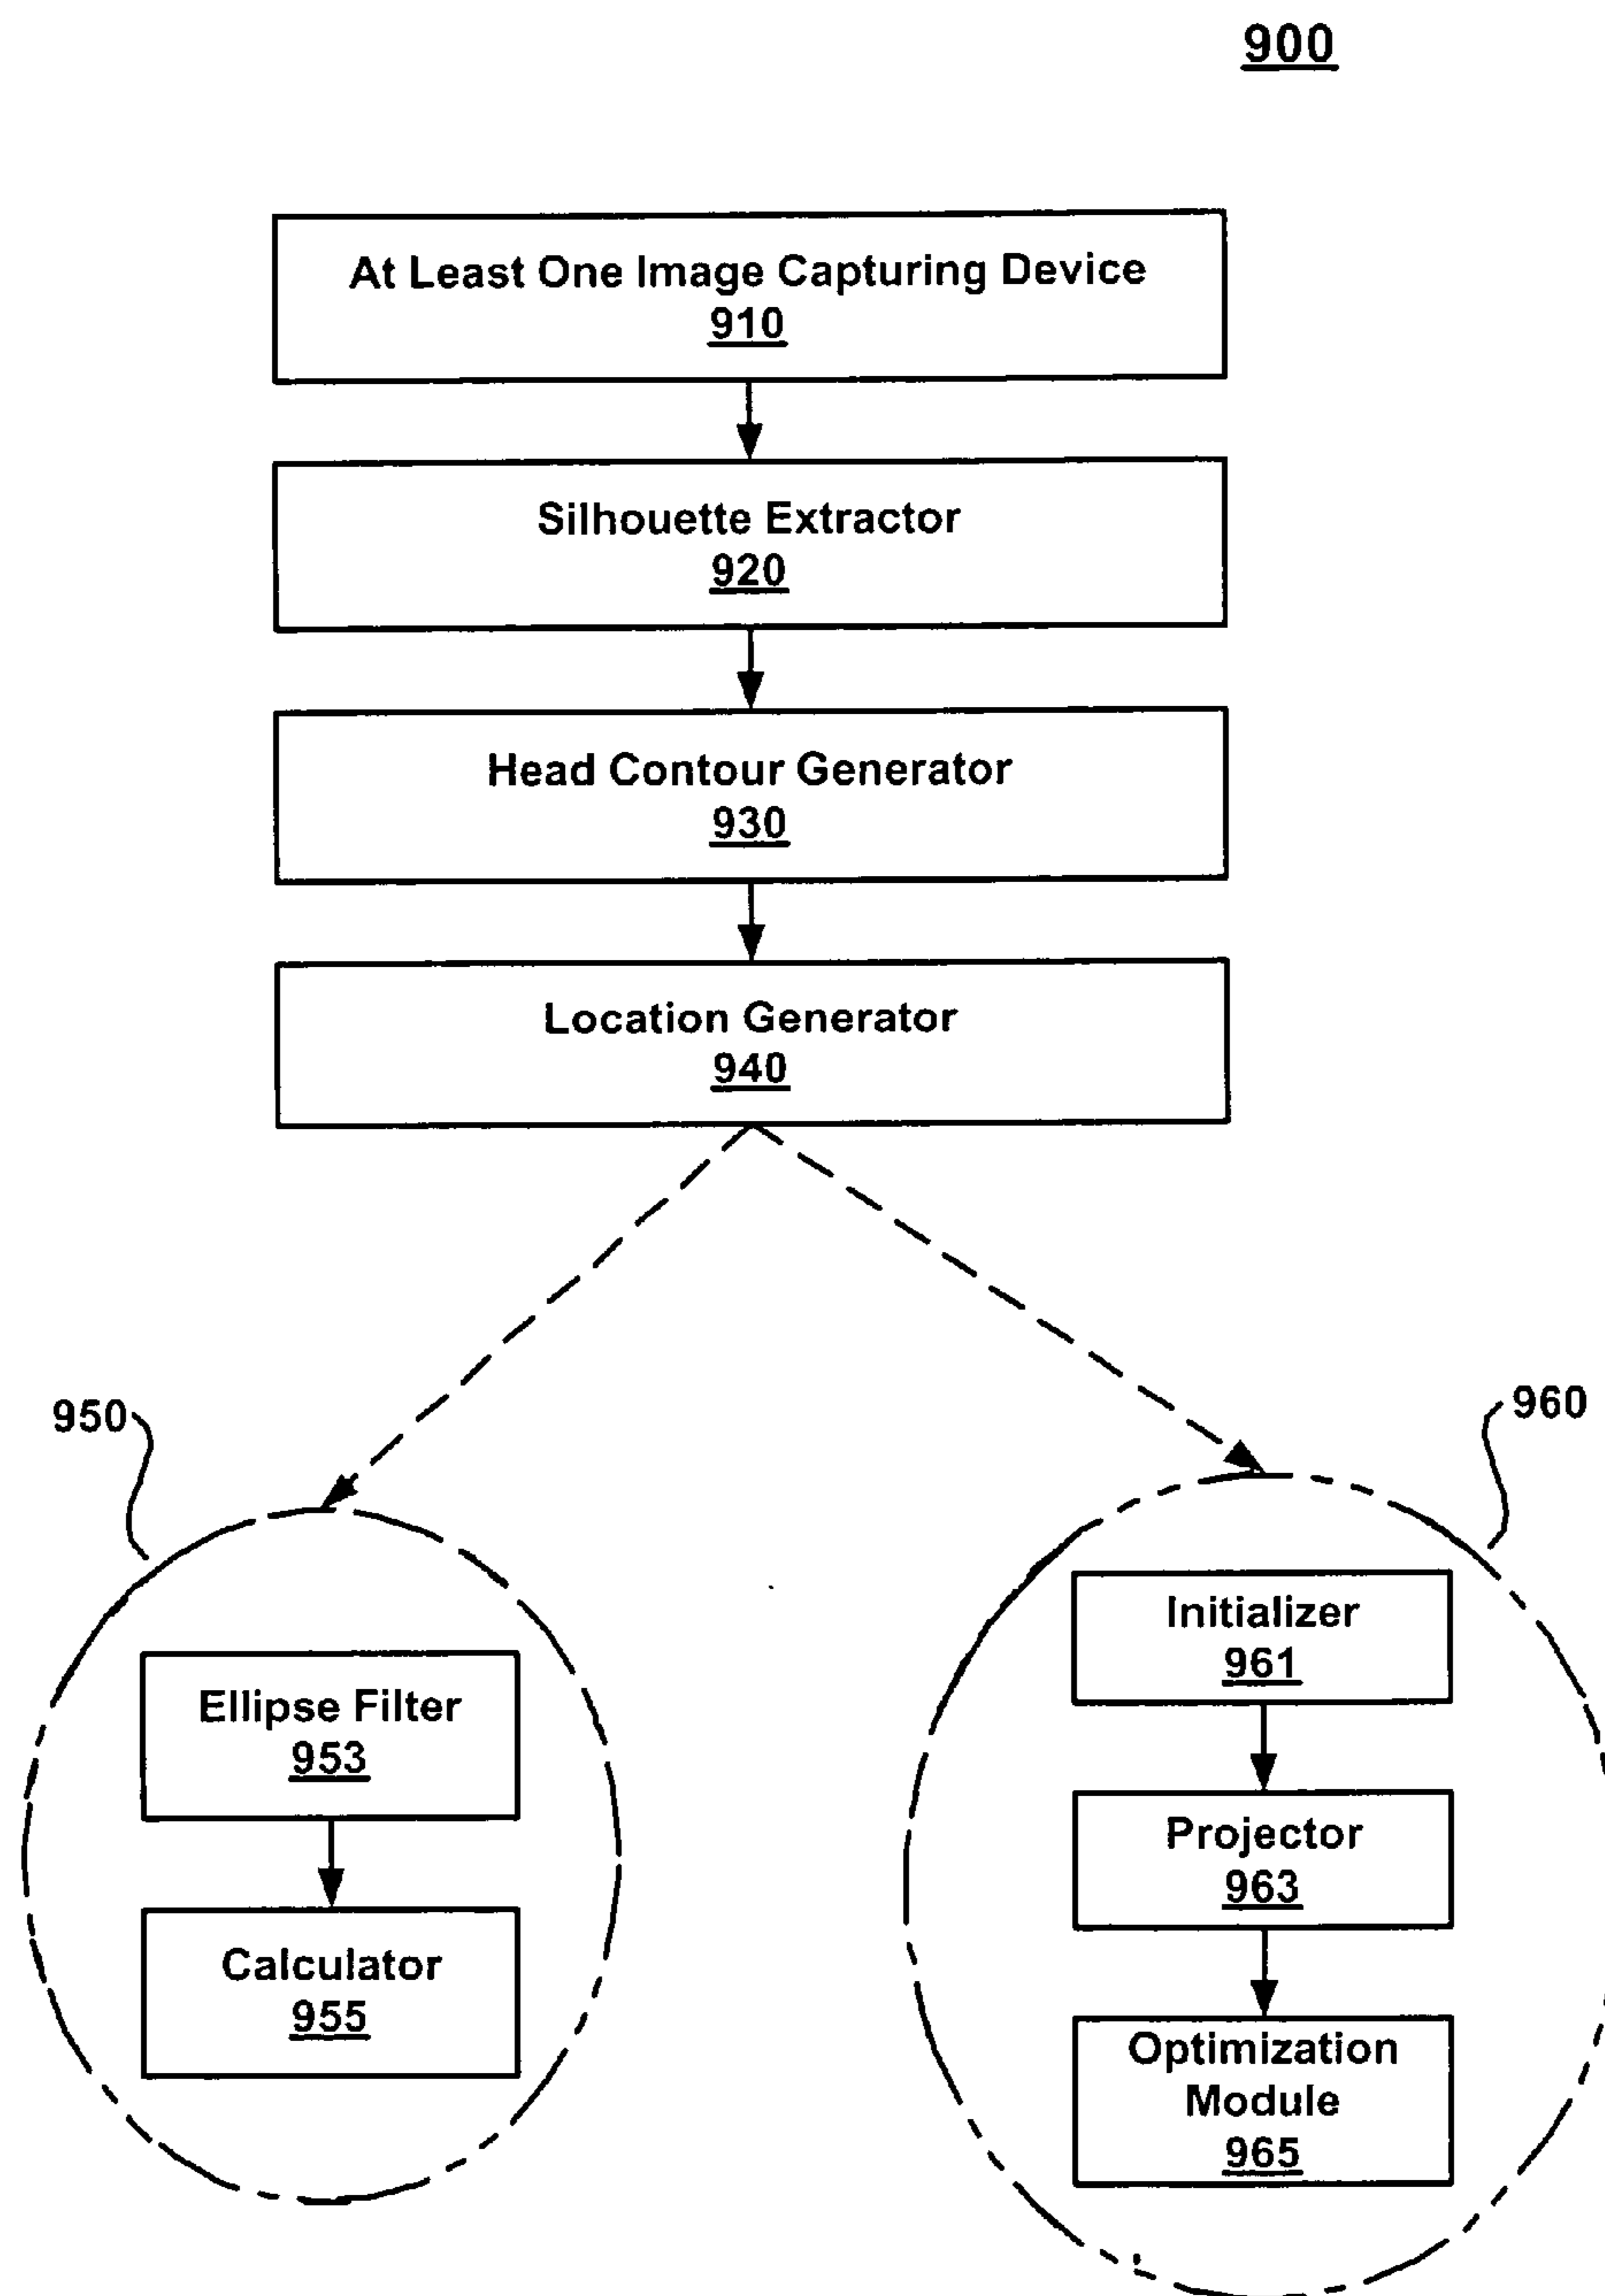 900
At Least One Image Capturing Device
910
Silhouette Extractor
920
Head Contour Generator
930
Location Generator
940
950
960
Ellipse Filter
953
Calculator
955
Initializer
961
Projector
963
Optimization
Module
965